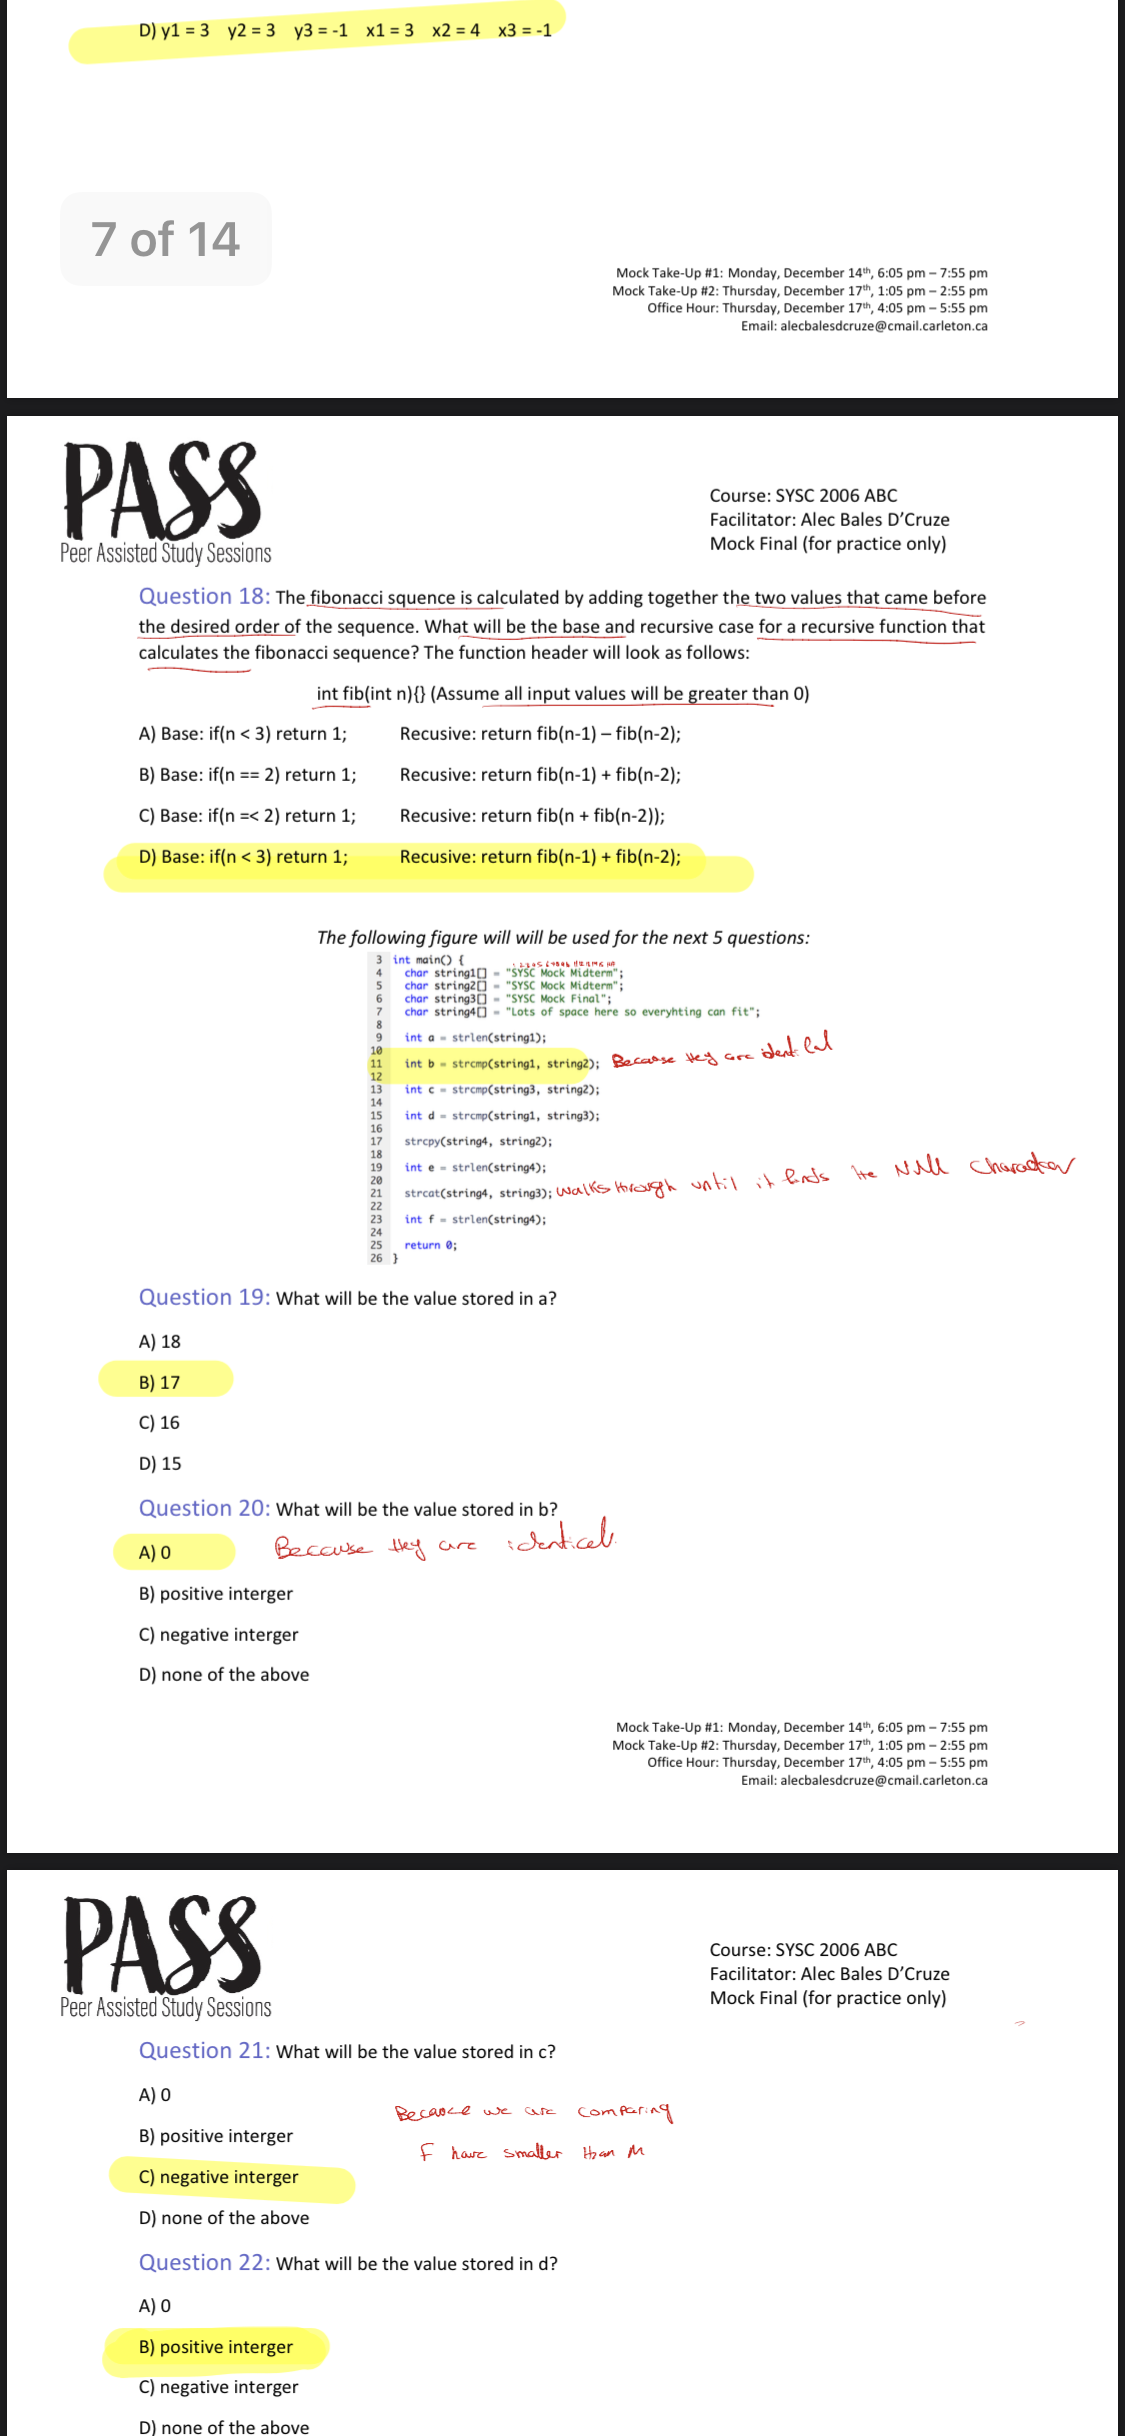 D) y1 = 3 y2 = 3 y3 = -1 x1 = 3 x2 = 4 x3 = -1
7 of 14
Mock Take-Up #1: Monday, December 14th, 6:05 pm – 7:55 pm
Mock Take-Up #2: Thursday, December 17th, 1:05 pm – 2:55 pm
Office Hour: Thursday, December 17th, 4:05 pm – 5:55 pm
Email: alecbalesdcruze@cmail.carleton.ca
PASS
Peer Assisted Study Sessions
Course: SYSC 2006 ABC
Facilitator: Alec Bales D’Cruze
Mock Final (for practice only)
Question 18: The fibonacci squence is calculated by adding together the two values that came before
the desired order of the sequence. What will be the base and recursive case for a recursive function that
calculates the fibonacci sequence? The function header will look as follows:
int fib(int n){} (Assume all input values will be greater than 0)
A) Base: if(n < 3) return 1; Recusive: return fib(n-1) – fib(n-2);
B) Base: if(n == 2) return 1; Recusive: return fib(n-1) + fib(n-2);
C) Base: if(n =< 2) return 1; Recusive: return fib(n + fib(n-2));
D) Base: if(n < 3) return 1; Recusive: return fib(n-1) + fib(n-2);
The following figure will will be used for the next 5 questions:
3 int main() {
4 char string1[] = "SYSC Mock Midterm";
5 char string2[] = "SYSC Mock Midterm";
6 char string3[] = "SYSC Mock Final";
7 char string4[] = "Lots of space here so everyhting can fit";
8
9 int a = strlen(string1);
10
11 int b = strcmp(string1, string2); Because they are identical
12
13 int c = strcmp(string3, string2);
14
15 int d = strcmp(string1, string3);
16
17 strcpy(string4, string2);
18
19 int e = strlen(string4);
20
21 strcat(string4, string3); walks through until it finds the NULL character
22
23 int f = strlen(string4);
24
25 return 0;
26 }
Question 19: What will be the value stored in a?
A) 18
B) 17
C) 16
D) 15
Question 20: What will be the value stored in b?
A) 0 Because they are identical.
B) positive interger
C) negative interger
D) none of the above
Mock Take-Up #1: Monday, December 14th, 6:05 pm – 7:55 pm
Mock Take-Up #2: Thursday, December 17th, 1:05 pm – 2:55 pm
Office Hour: Thursday, December 17th, 4:05 pm – 5:55 pm
Email: alecbalesdcruze@cmail.carleton.ca
PASS
Peer Assisted Study Sessions
Course: SYSC 2006 ABC
Facilitator: Alec Bales D’Cruze
Mock Final (for practice only)
Question 21: What will be the value stored in c?
A) 0
Because we are comparing
B) positive interger
F have smaller than M
C) negative interger
D) none of the above
Question 22: What will be the value stored in d?
A) 0
B) positive interger
C) negative interger
D) none of the above